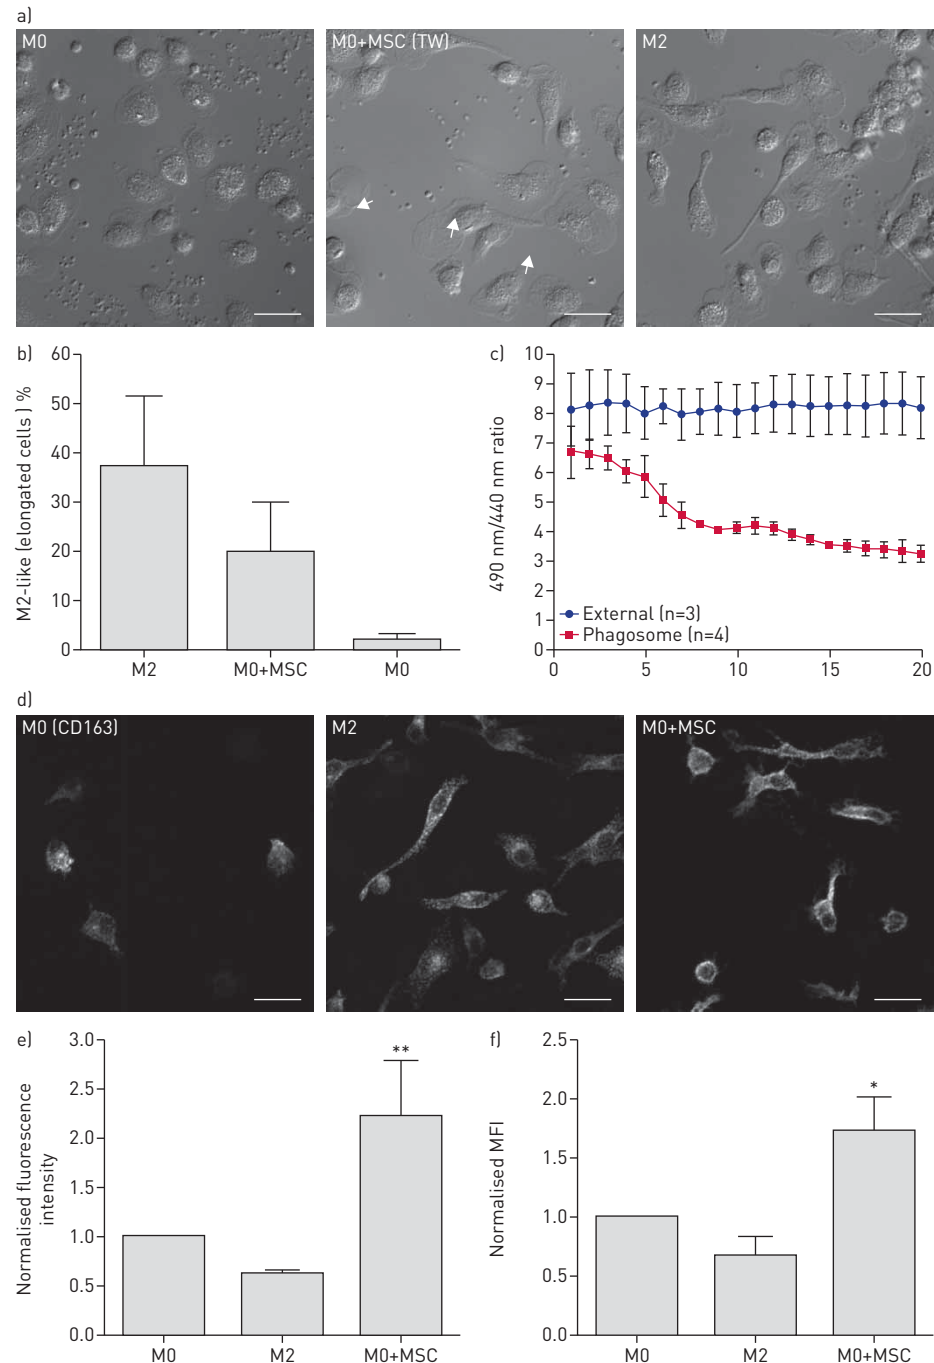 a)
M0
M0+MSC (TW)
M2
b)
60
50
40
30
20
10
0
M2-like (elongated cells ) %
M2
M0+MSC
M0
c)
10
9
8
7
6
5
4
3
2
1
0
490 nm/440 nm ratio
External (n=3)
Phagosome (n=4)
0
5
10
15
20
d)
M0 (CD163)
M2
M0+MSC
e)
3.0
2.5
2.0
1.5
1.0
0.5
0.0
Normalised fluorescence
intensity
**
M0
M2
M0+MSC
f)
2.5
2.0
1.5
1.0
0.5
0.0
Normalised MFI
*
M0
M2
M0+MSC